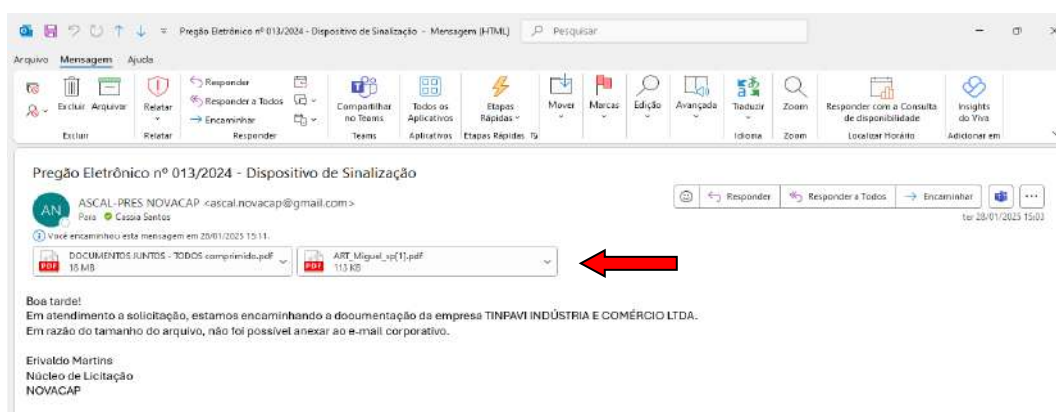 Pregão Eletrônico nº 013/2024 - Dispositivo de Sinalização - Mensagem (HTML)
Pesquisar
Arquivo Mensagem Ajuda
Excluir Arquivar
Relatar
Responder
Responder a Todos
Encaminhar
Compartilhar no Teams
Todos os Aplicativos
Etapas Rápidas
Mover
Marcas
Edição
Avançada
Traduzir
Zoom
Responder com a Consulta de disponibilidade
Insights do Viva
Excluir Relatar Responder Teams Aplicativos Etapas Rápidas Idioma Zoom Localizar Horário Adicionar em
Pregão Eletrônico nº 013/2024 - Dispositivo de Sinalização
AN
ASCAL-PRES NOVACAP <ascal.novacap@gmail.com>
Para Cassia Santos
Responder Responder a Todos Encaminhar
ter 28/01/2025 15:03
Você encaminhou esta mensagem em 28/01/2025 15:11.
DOCUMENTOS JUNTOS - TODOS comprimido.pdf
18 MB
ART_Miguel_sp[1].pdf
113 KB
Boa tarde!
Em atendimento a solicitação, estamos encaminhando a documentação da empresa TINPAVI INDÚSTRIA E COMÉRCIO LTDA.
Em razão do tamanho do arquivo, não foi possível anexar ao e-mail corporativo.
Erivaldo Martins
Núcleo de Licitação
NOVACAP